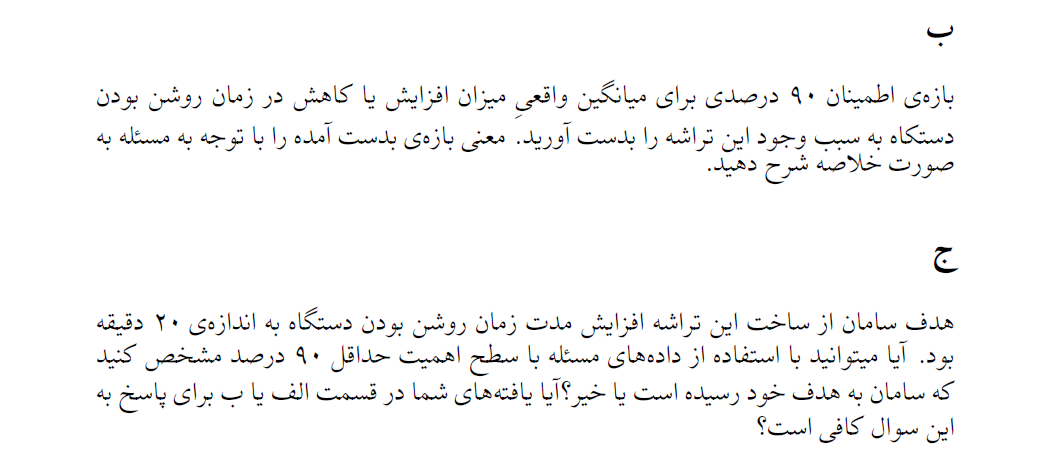 ب
بازه‌ی اطمینان ۹۰ درصدی برای میانگین واقعیِ میزان افزایش یا کاهش در زمان روشن بودن
دستکاه به سبب وجود این تراشه را بدست آورید. معنی بازه‌ی بدست آمده را با توجه به مسئله به
صورت خلاصه شرح دهید.
ج
هدف سامان از ساخت این تراشه افزایش مدت زمان روشن بودن دستگاه به اندازه‌ی ۲۰ دقیقه
بود. آیا میتوانید با استفاده از داده‌های مسئله با سطح اهمیت حداقل ۹۰ درصد مشخص کنید
که سامان به هدف خود رسیده است یا خیر؟آیا یافته‌های شما در قسمت الف یا ب برای پاسخ به
این سوال کافی است؟